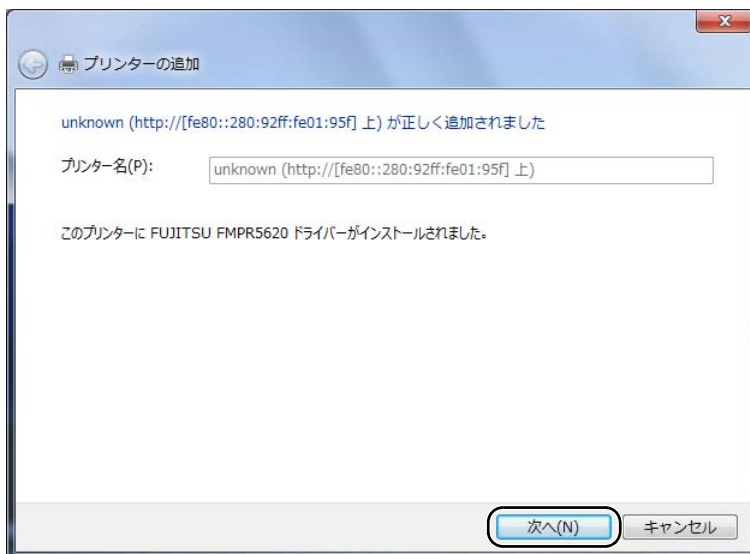 プリンターの追加
unknown (http://[fe80::280:92ff:fe01:95f] 上) が正しく追加されました
プリンター名(P):
unknown (http://[fe80::280:92ff:fe01:95f] 上)
このプリンターに FUJITSU FMPR5620 ドライバーがインストールされました。
次へ(N)
キャンセル